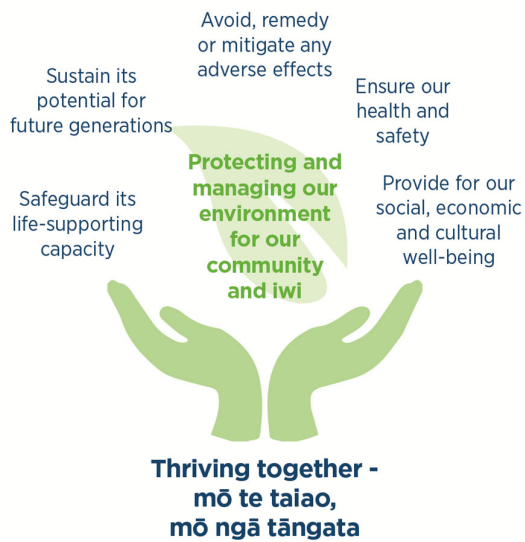 Avoid, remedy
or mitigate any
adverse effects
Sustain its
potential for
future generations
Ensure our
health and
safety
Safeguard its
life-supporting
capacity
Protecting and
managing our
environment
for our
community
and iwi
Provide for our
social, economic
and cultural
well-being
Thriving together -
mō te taiao,
mō ngā tāngata